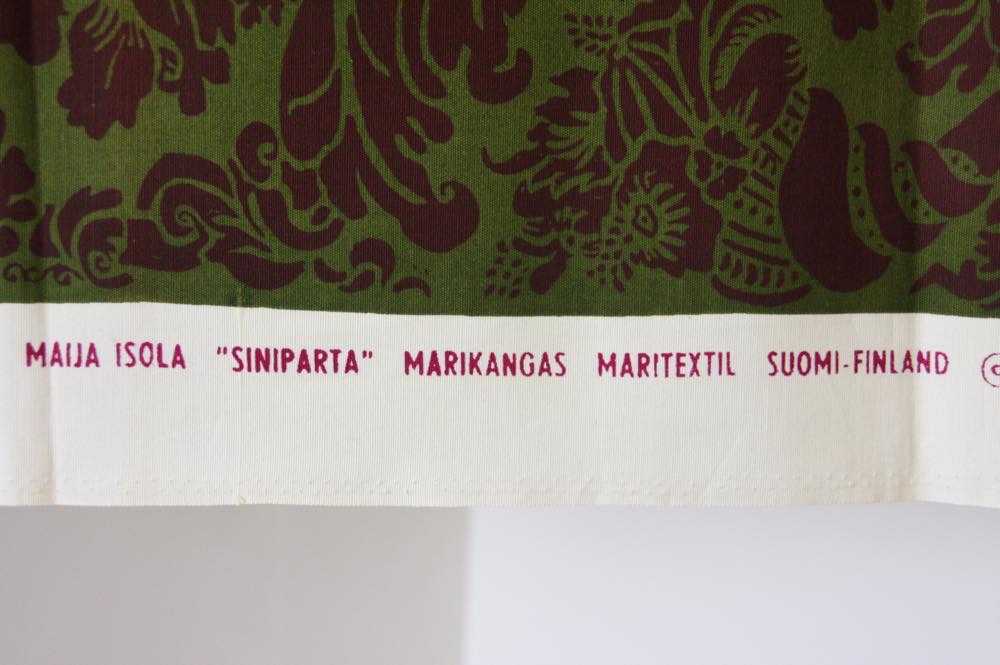 MAIJA ISOLA "SINIPARTA" MARIKANGAS MARITEXTIL SUOMI-FINLAND ©